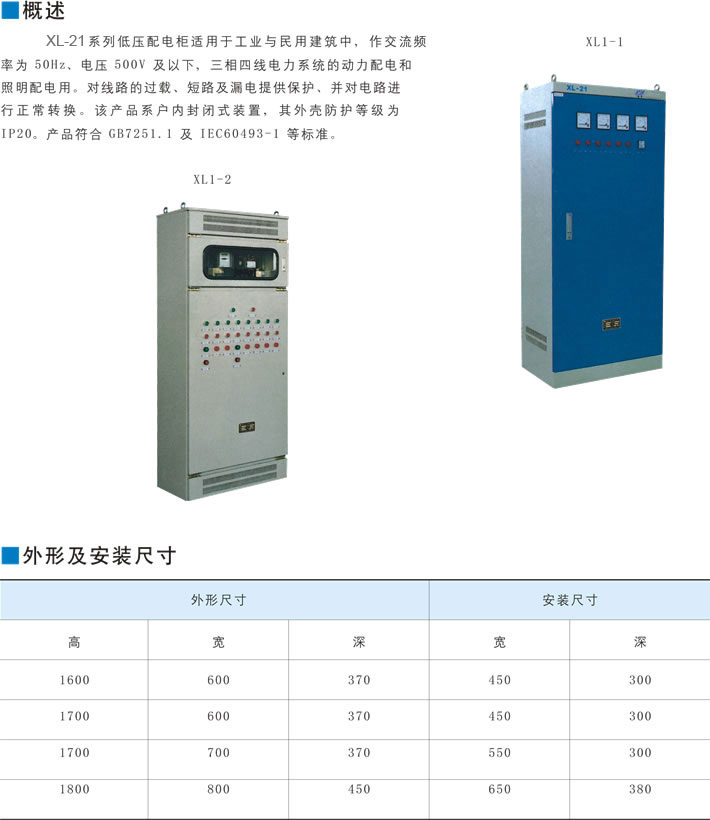 概述
XL-21系列低压配电柜适用于工业与民用建筑中，作交流频
率为 50Hz、电压 500V 及以下，三相四线电力系统的动力配电和
照明配电用。对线路的过载、短路及漏电提供保护、并对电路进
行正常转换。该产品系户内封闭式装置，其外壳防护等级为
IP20。产品符合 GB7251.1 及 IEC60493-1 等标准。
XL1-1
XL-21
XL1-2
外形及安装尺寸
外形尺寸 安装尺寸
高 宽 深 宽 深
1600 600 370 450 300
1700 600 370 450 300
1700 700 370 550 300
1800 800 450 650 380